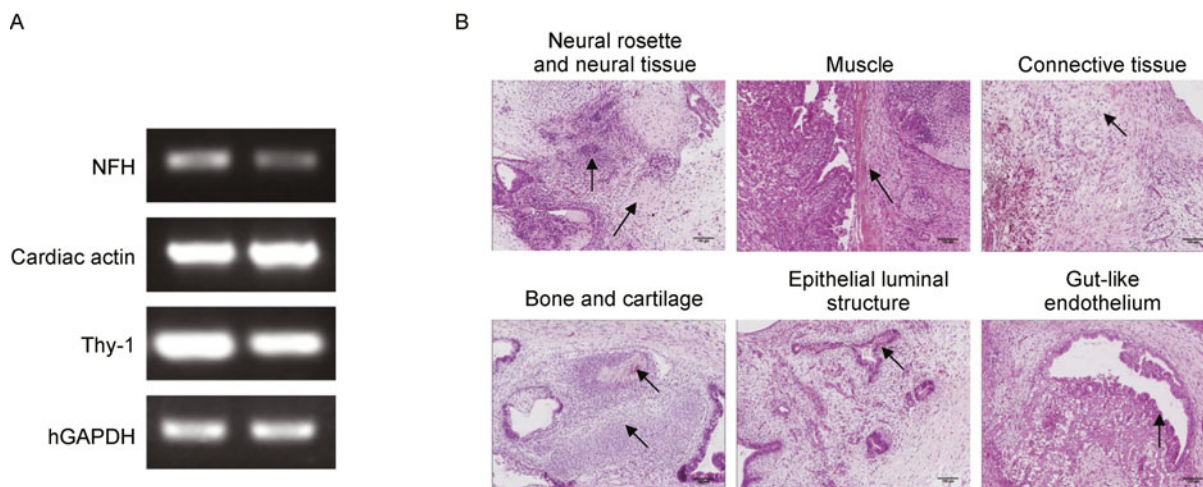 A
NFH
Cardiac actin
Thy-1
hGAPDH
B
Neural rosette
and neural tissue
Muscle
Connective tissue
Bone and cartilage
Epithelial luminal
structure
Gut-like
endothelium